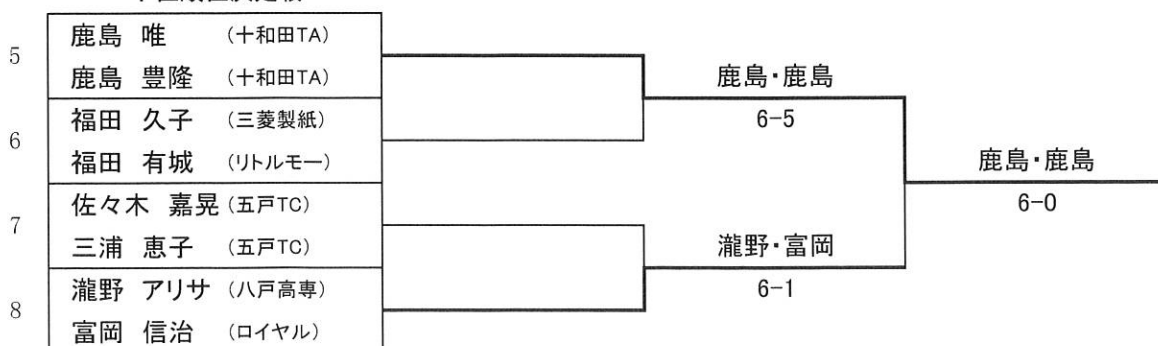 5
鹿島 唯 (十和田TA)
鹿島 豊隆 (十和田TA)
6
福田 久子 (三菱製紙)
福田 有城 (リトルモー)
7
佐々木 嘉晃 (五戸TC)
三浦 恵子 (五戸TC)
8
瀧野 アリサ (八戸高専)
富岡 信治 (ロイヤル)
鹿島・鹿島
6-5
瀧野・富岡
6-1
鹿島・鹿島
6-0